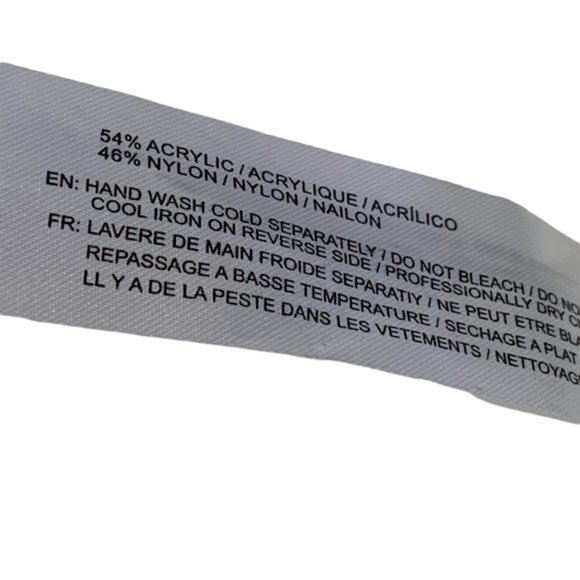 54% ACRYLIC / ACRYLIQUE / ACRÍLICO
46% NYLON / NYLON / NAILON
EN: HAND WASH COLD SEPARATELY / DO NOT BLEACH / DO NO
COOL IRON ON REVERSE SIDE / PROFESSIONALLY DRY C
FR: LAVERE DE MAIN FROIDE SEPARATIY / NE PEUT ETRE BLA
REPASSAGE A BASSE TEMPERATURE / SECHAGE A PLAT
LL Y A DE LA PESTE DANS LES VETEMENTS / NETTOYAGE